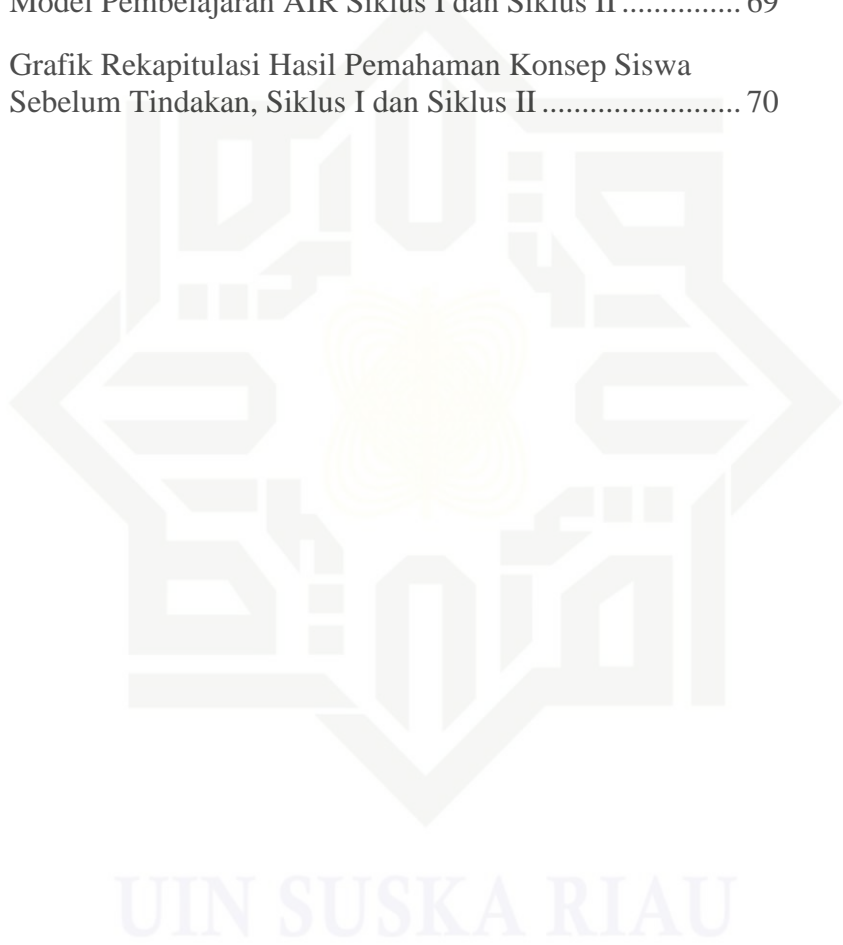 Model Pembelajaran AIR Siklus I dan Siklus II ............... 69
Grafik Rekapitulasi Hasil Pemahaman Konsep Siswa
Sebelum Tindakan, Siklus I dan Siklus II ........................ 70
UIN SUSKA RIAU